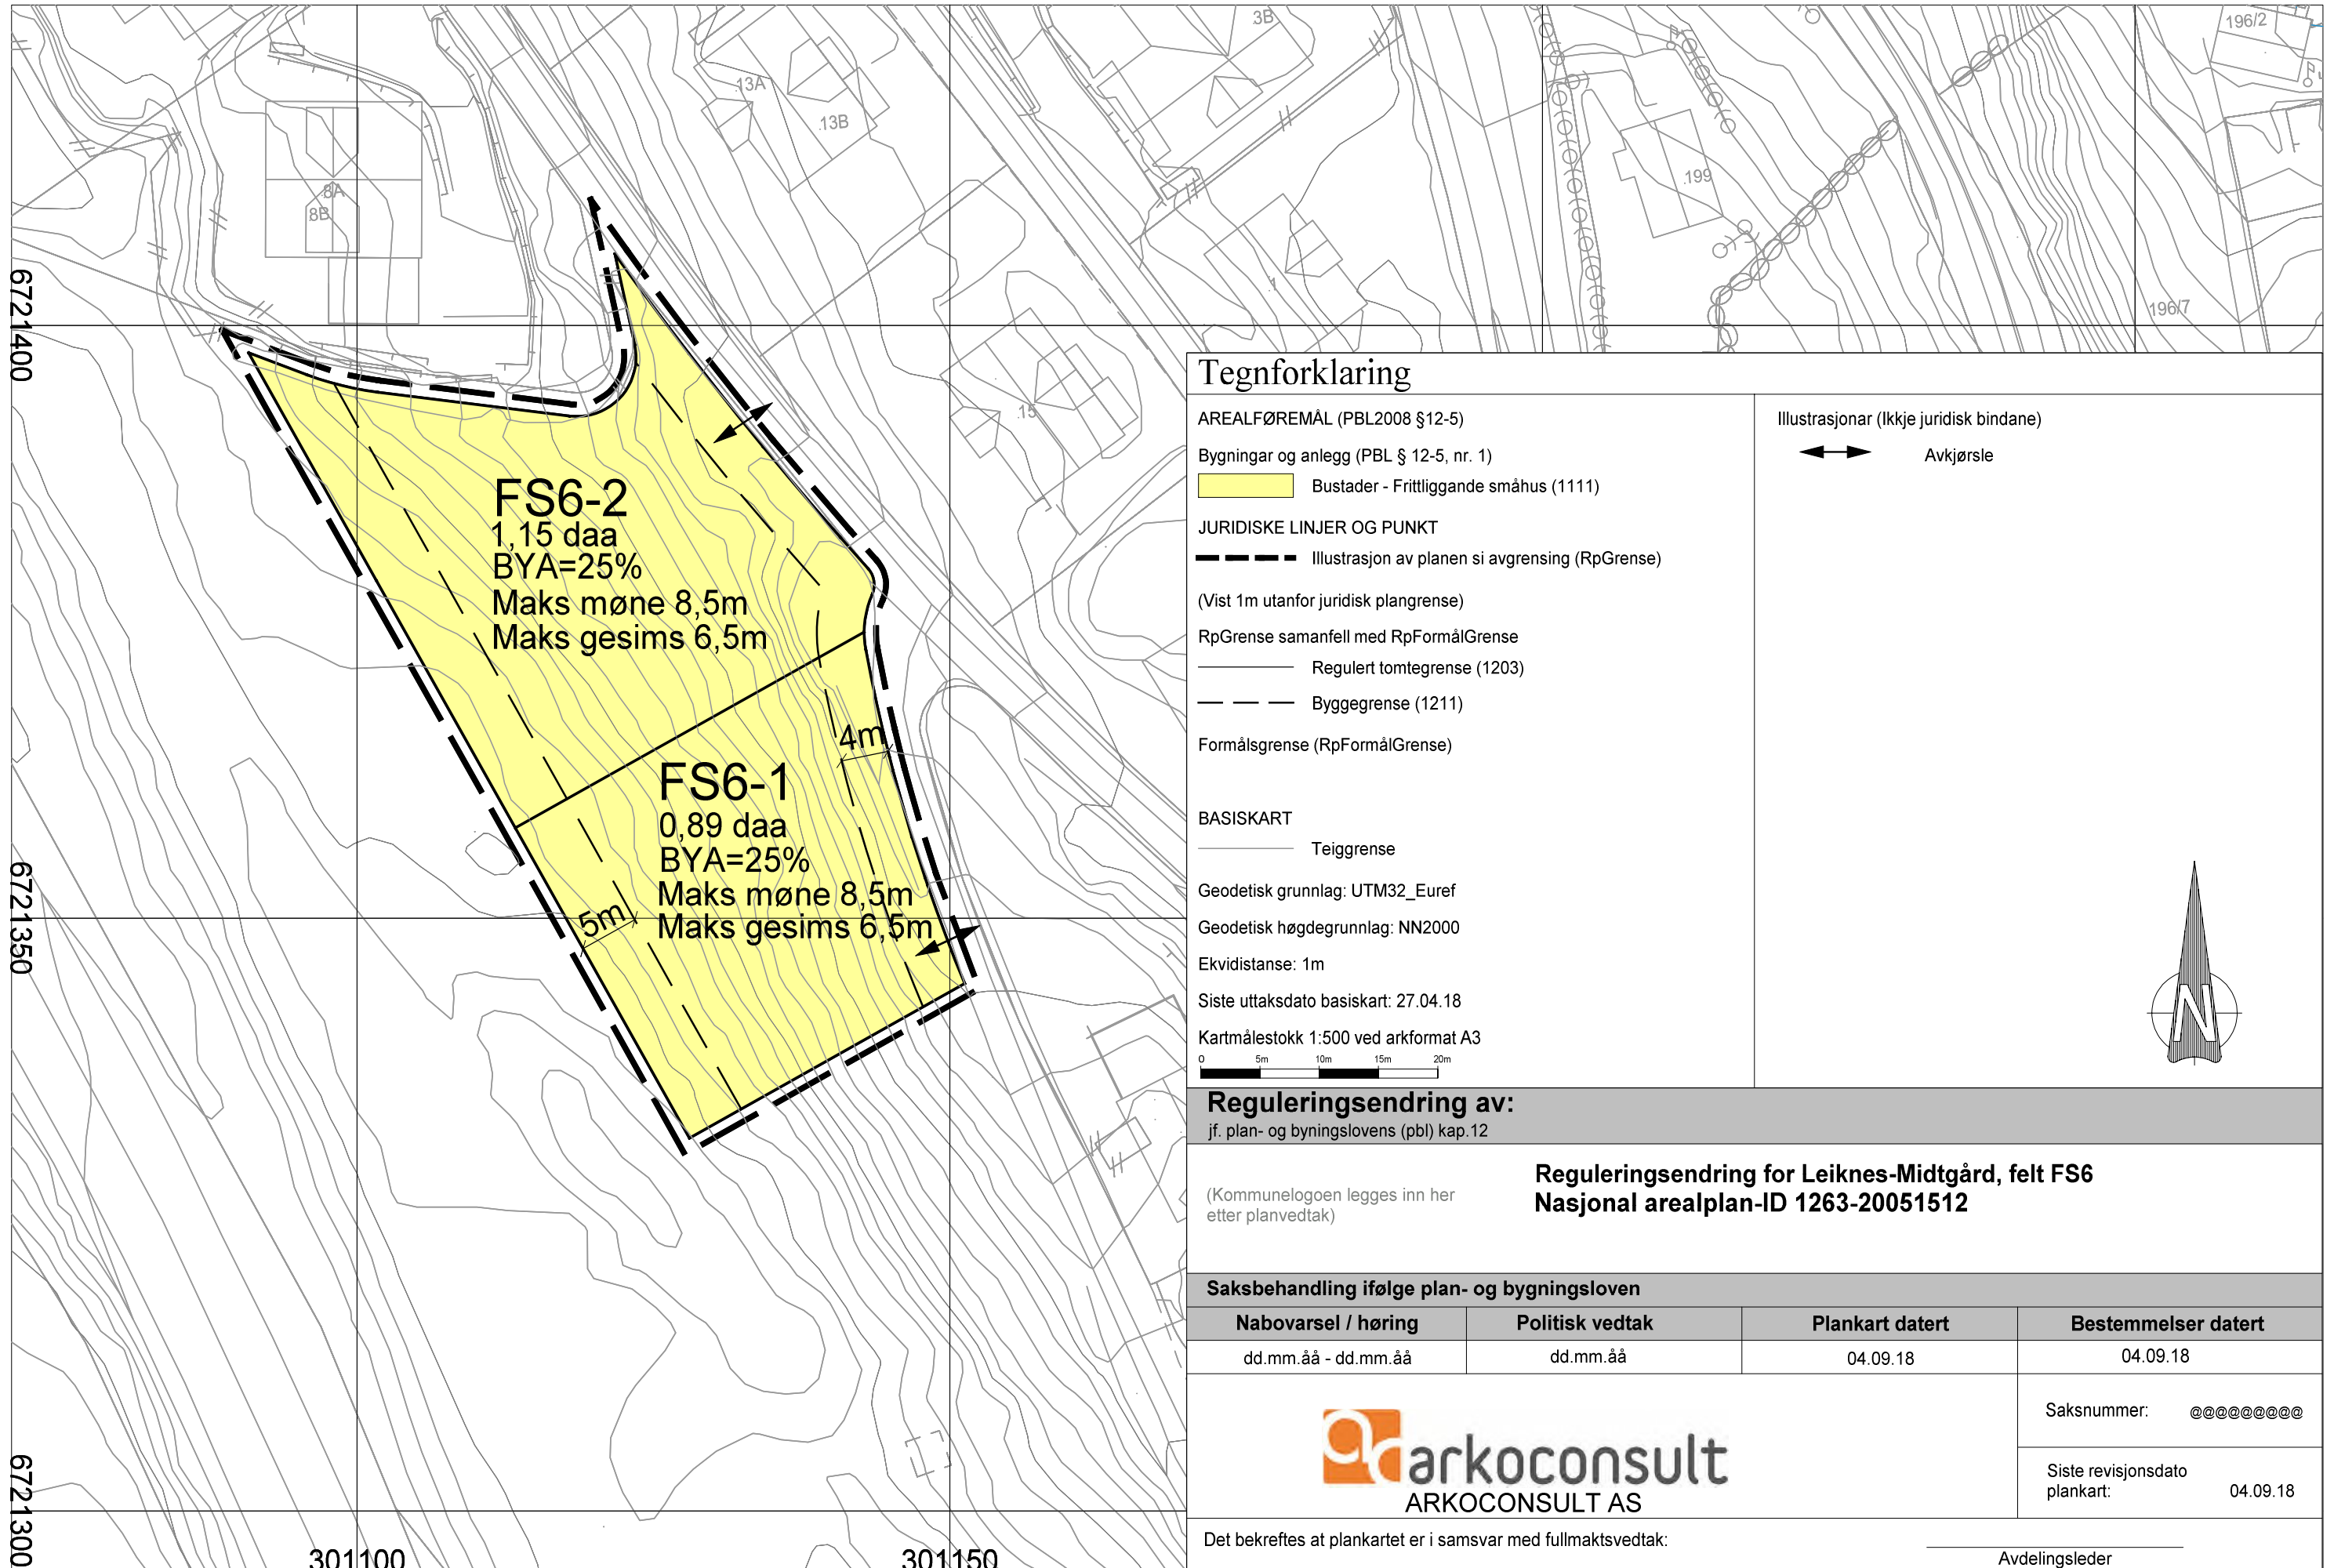 3B
196/2
13A
13B
8A
8B
199
1
196/7
15
6721400
6721350
6721300
301100
301150
FS6-2
1,15 daa
BYA=25%
Maks møne 8,5m
Maks gesims 6,5m
4m
FS6-1
0,89 daa
BYA=25%
Maks møne 8,5m
Maks gesims 6,5m
5m
Tegnforklaring
AREALFØREMÅL (PBL2008 §12-5)
Bygningar og anlegg (PBL § 12-5, nr. 1)
Bustader - Frittliggande småhus (1111)
JURIDISKE LINJER OG PUNKT
Illustrasjon av planen si avgrensing (RpGrense)
(Vist 1m utanfor juridisk plangrense)
RpGrense samanfell med RpFormålGrense
Regulert tomtegrense (1203)
Byggegrense (1211)
Formålsgrense (RpFormålGrense)
BASISKART
Teiggrense
Geodetisk grunnlag: UTM32_Euref
Geodetisk høgdegrunnlag: NN2000
Ekvidistanse: 1m
Siste uttaksdato basiskart: 27.04.18
Kartmålestokk 1:500 ved arkformat A3
0 5m 10m 15m 20m
Illustrasjonar (Ikkje juridisk bindane)
Avkjørsle
N
Reguleringsendring av:
jf. plan- og byningslovens (pbl) kap.12
(Kommunelogoen legges inn her
etter planvedtak)
Reguleringsendring for Leiknes-Midtgård, felt FS6
Nasjonal arealplan-ID 1263-20051512
Saksbehandling ifølge plan- og bygningsloven
Nabovarsel / høring Politisk vedtak Plankart datert Bestemmelser datert
dd.mm.åå - dd.mm.åå dd.mm.åå 04.09.18 04.09.18
arkoconsult
ARKOCONSULT AS
Saksnummer: @@@@@@@@@
Siste revisjonsdato
plankart: 04.09.18
Det bekreftes at plankartet er i samsvar med fullmaktsvedtak:
Avdelingsleder